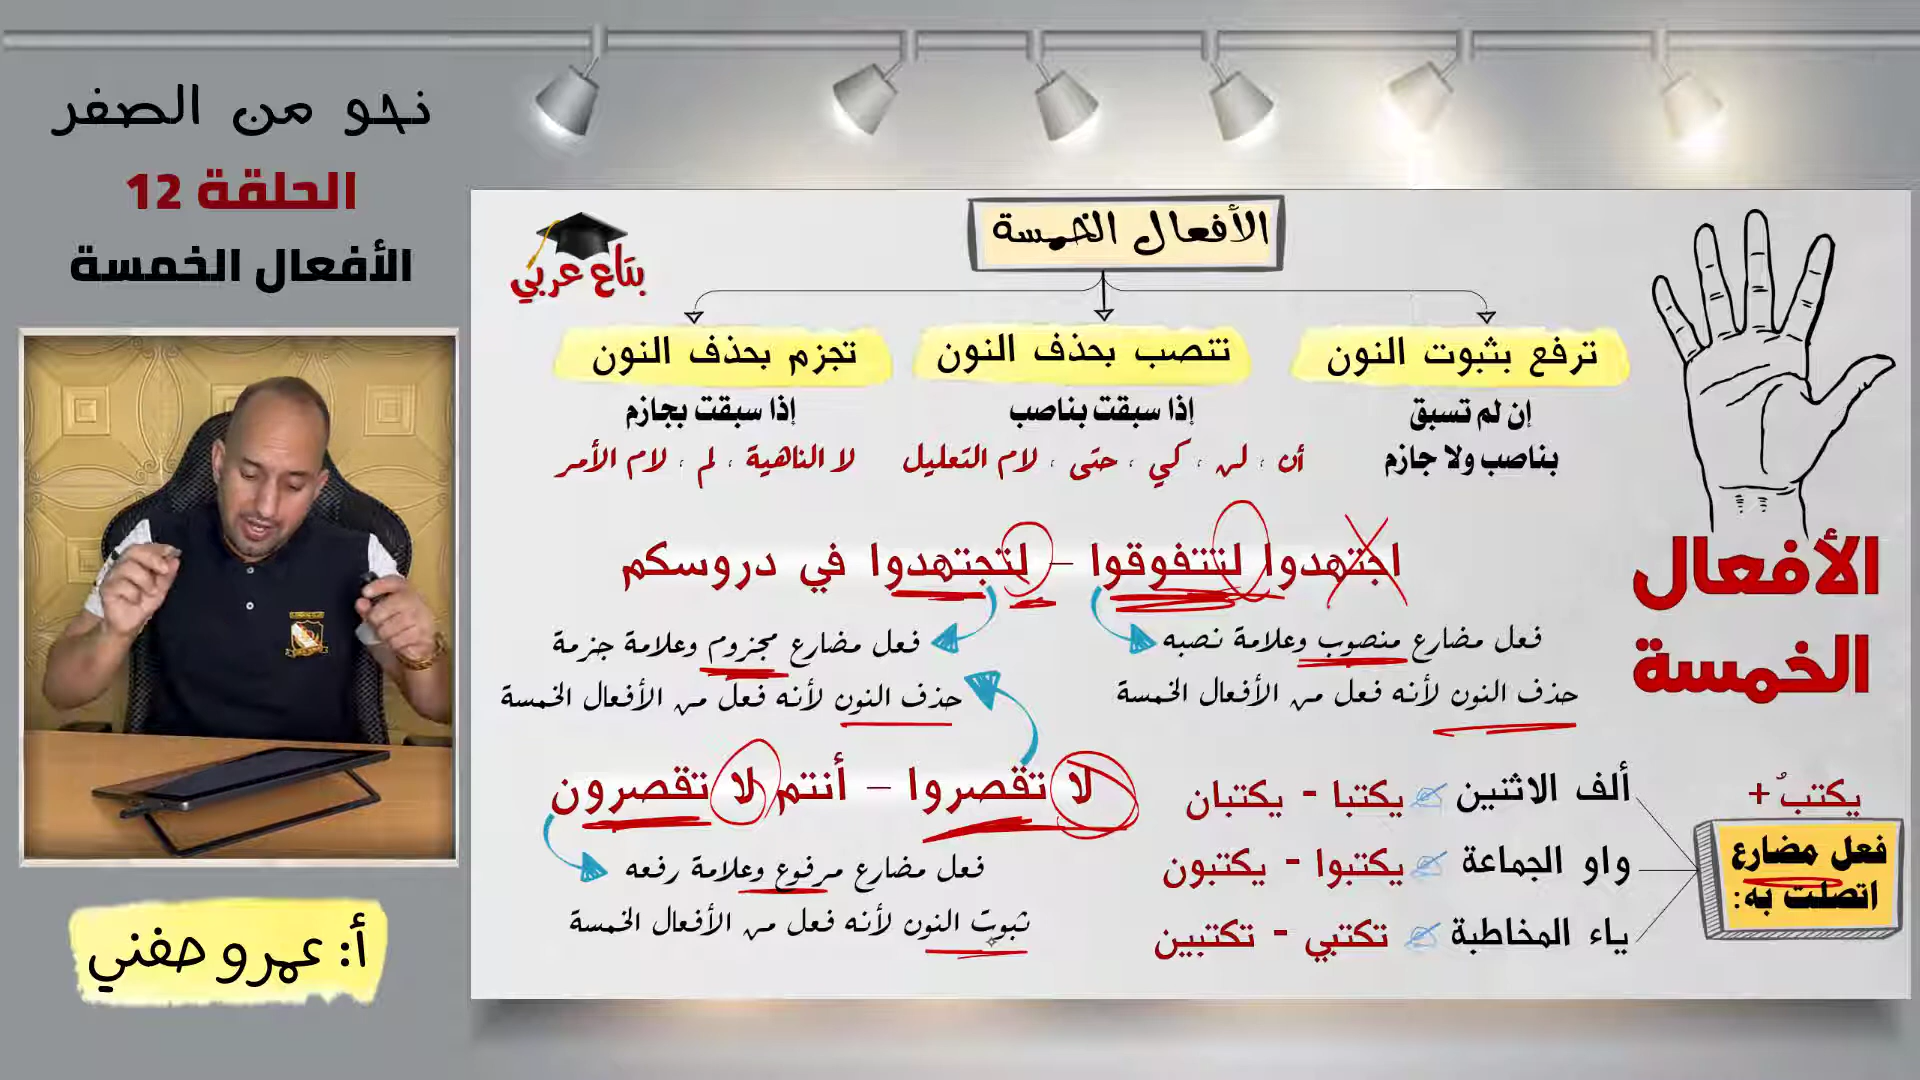 نحو من الصفر
الحلقة 12
الأفعال الخمسة
أ: عمرو حفني
بتاع عربي
الأفعال الخمسة
ترفع بثبوت النون
إن لم تسبق
بناصب ولا جازم
تنصب بحذف النون
إذا سبقت بناصب
أن ، لن ، كي ، حتى ، لام التعليل
تجزم بحذف النون
إذا سبقت بجازم
لا الناهية ، لم ، لام الأمر
اجتهدوا لتتفوقوا - لتجتهدوا في دروسكم
فعل مضارع منصوب وعلامة نصبه
حذف النون لأنه فعل من الأفعال الخمسة
فعل مضارع مجزوم وعلامة جزمة
حذف النون لأنه فعل من الأفعال الخمسة
لا تقصروا - أنتم لا تقصرون
فعل مضارع مرفوع وعلامة رفعه
ثبوت النون لأنه فعل من الأفعال الخمسة
الأفعال
الخمسة
يكتبُ +
فعل مضارع
اتصلت به:
ألف الاثنين يكتبا - يكتبان
واو الجماعة يكتبوا - يكتبون
ياء المخاطبة تكتبي - تكتبين